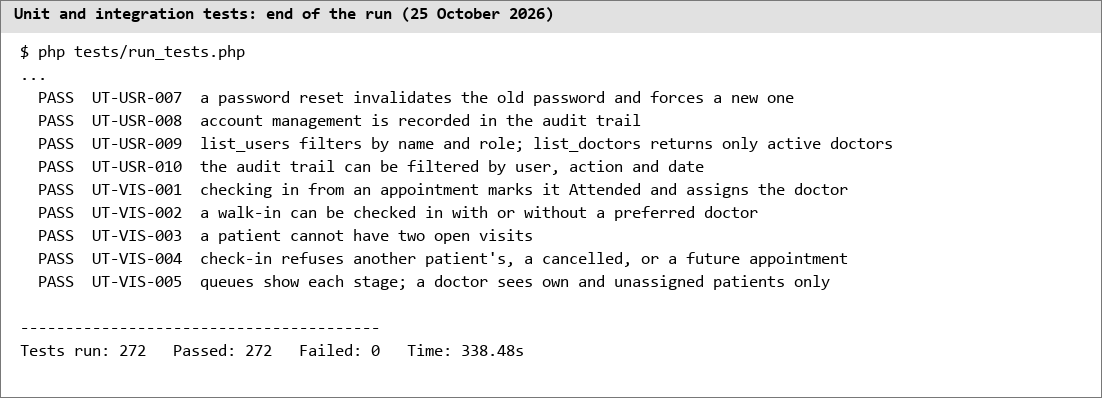 Unit and integration tests: end of the run (25 October 2026)
$ php tests/run_tests.php
...
PASS  UT-USR-007  a password reset invalidates the old password and forces a new one
PASS  UT-USR-008  account management is recorded in the audit trail
PASS  UT-USR-009  list_users filters by name and role; list_doctors returns only active doctors
PASS  UT-USR-010  the audit trail can be filtered by user, action and date
PASS  UT-VIS-001  checking in from an appointment marks it Attended and assigns the doctor
PASS  UT-VIS-002  a walk-in can be checked in with or without a preferred doctor
PASS  UT-VIS-003  a patient cannot have two open visits
PASS  UT-VIS-004  check-in refuses another patient's, a cancelled, or a future appointment
PASS  UT-VIS-005  queues show each stage; a doctor sees own and unassigned patients only
----------------------------------------
Tests run: 272   Passed: 272   Failed: 0   Time: 338.48s